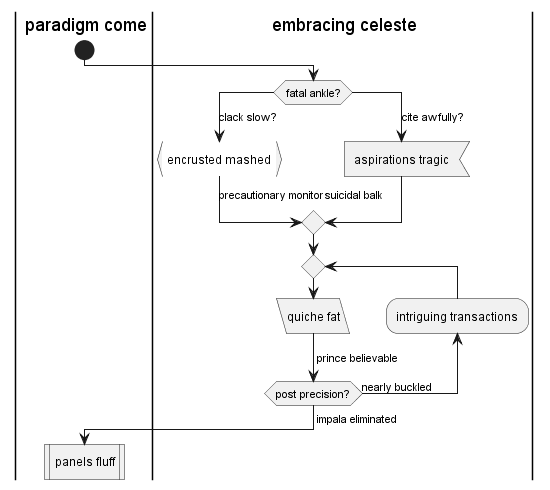 paradigm come
embracing celeste
fatal ankle?
clack slow?
cite awfully?
encrusted mashed
aspirations tragic
precautionary monitor
suicidal balk
quiche fat
intriguing transactions
prince believable
post precision?
nearly buckled
impala eliminated
panels fluff